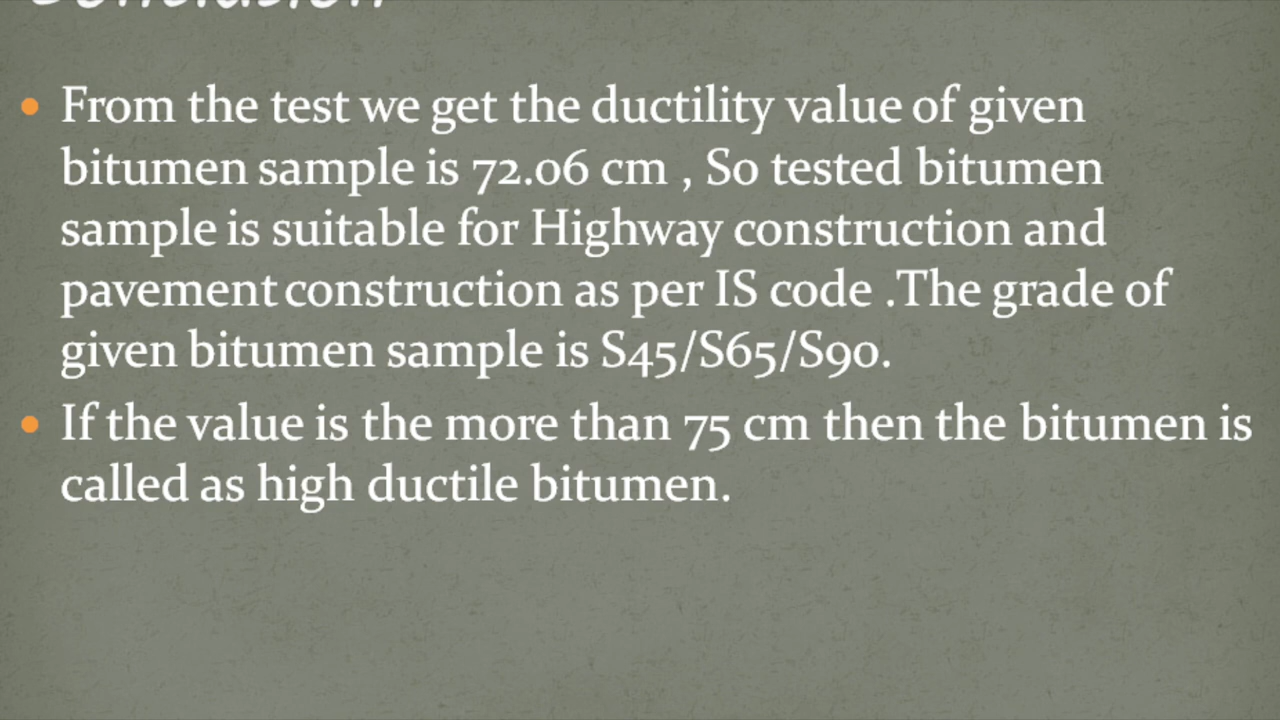 Conclusion
From the test we get the ductility value of given
bitumen sample is 72.06 cm , So tested bitumen
sample is suitable for Highway construction and
pavement construction as per IS code .The grade of
given bitumen sample is S45/S65/S90.
If the value is the more than 75 cm then the bitumen is
called as high ductile bitumen.